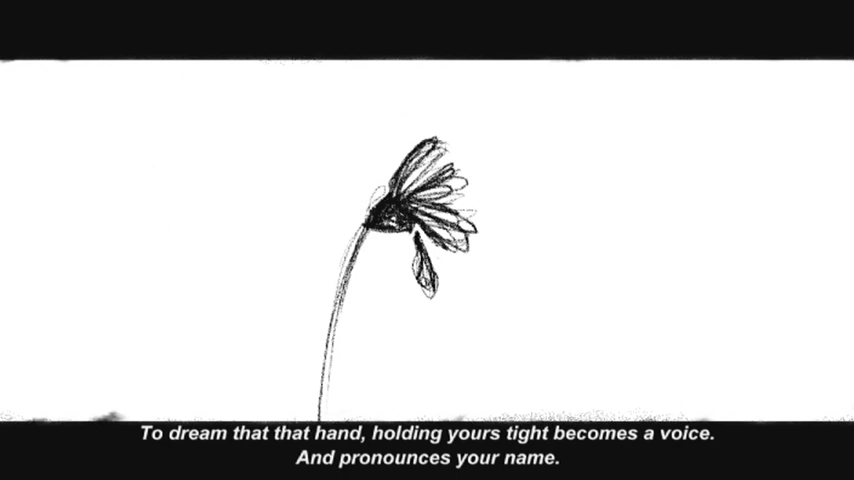 To dream that that hand, holding yours tight becomes a voice.
And pronounces your name.